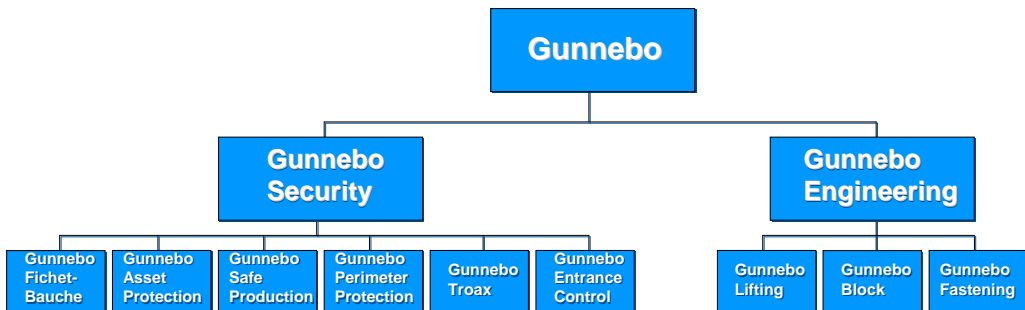 Gunnebo
Gunnebo
Security
Gunnebo
Engineering
Gunnebo
Fichet-
Bauche
Gunnebo
Asset
Protection
Gunnebo
Safe
Production
Gunnebo
Perimeter
Protection
Gunnebo
Troax
Gunnebo
Entrance
Control
Gunnebo
Lifting
Gunnebo
Block
Gunnebo
Fastening